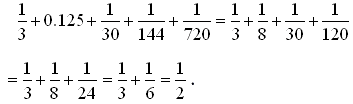 1/3 + 0.125 + 1/30 + 1/144 + 1/720 = 1/3 + 1/8 + 1/30 + 1/120
= 1/3 + 1/8 + 1/24 = 1/3 + 1/6 = 1/2 .